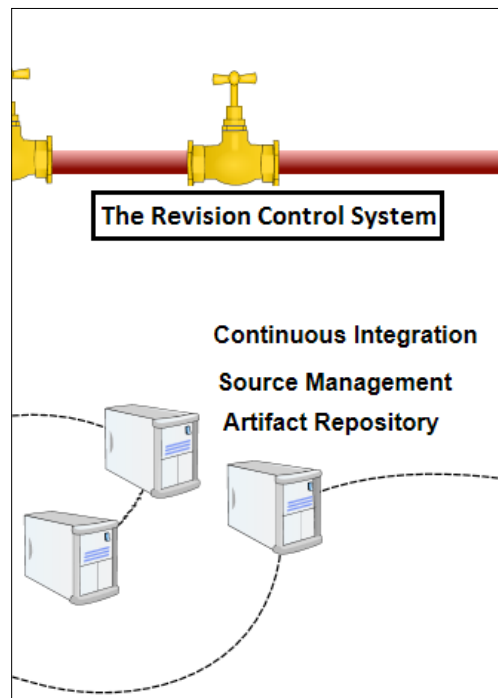 The Revision Control System
Continuous Integration
Source Management
Artifact Repository